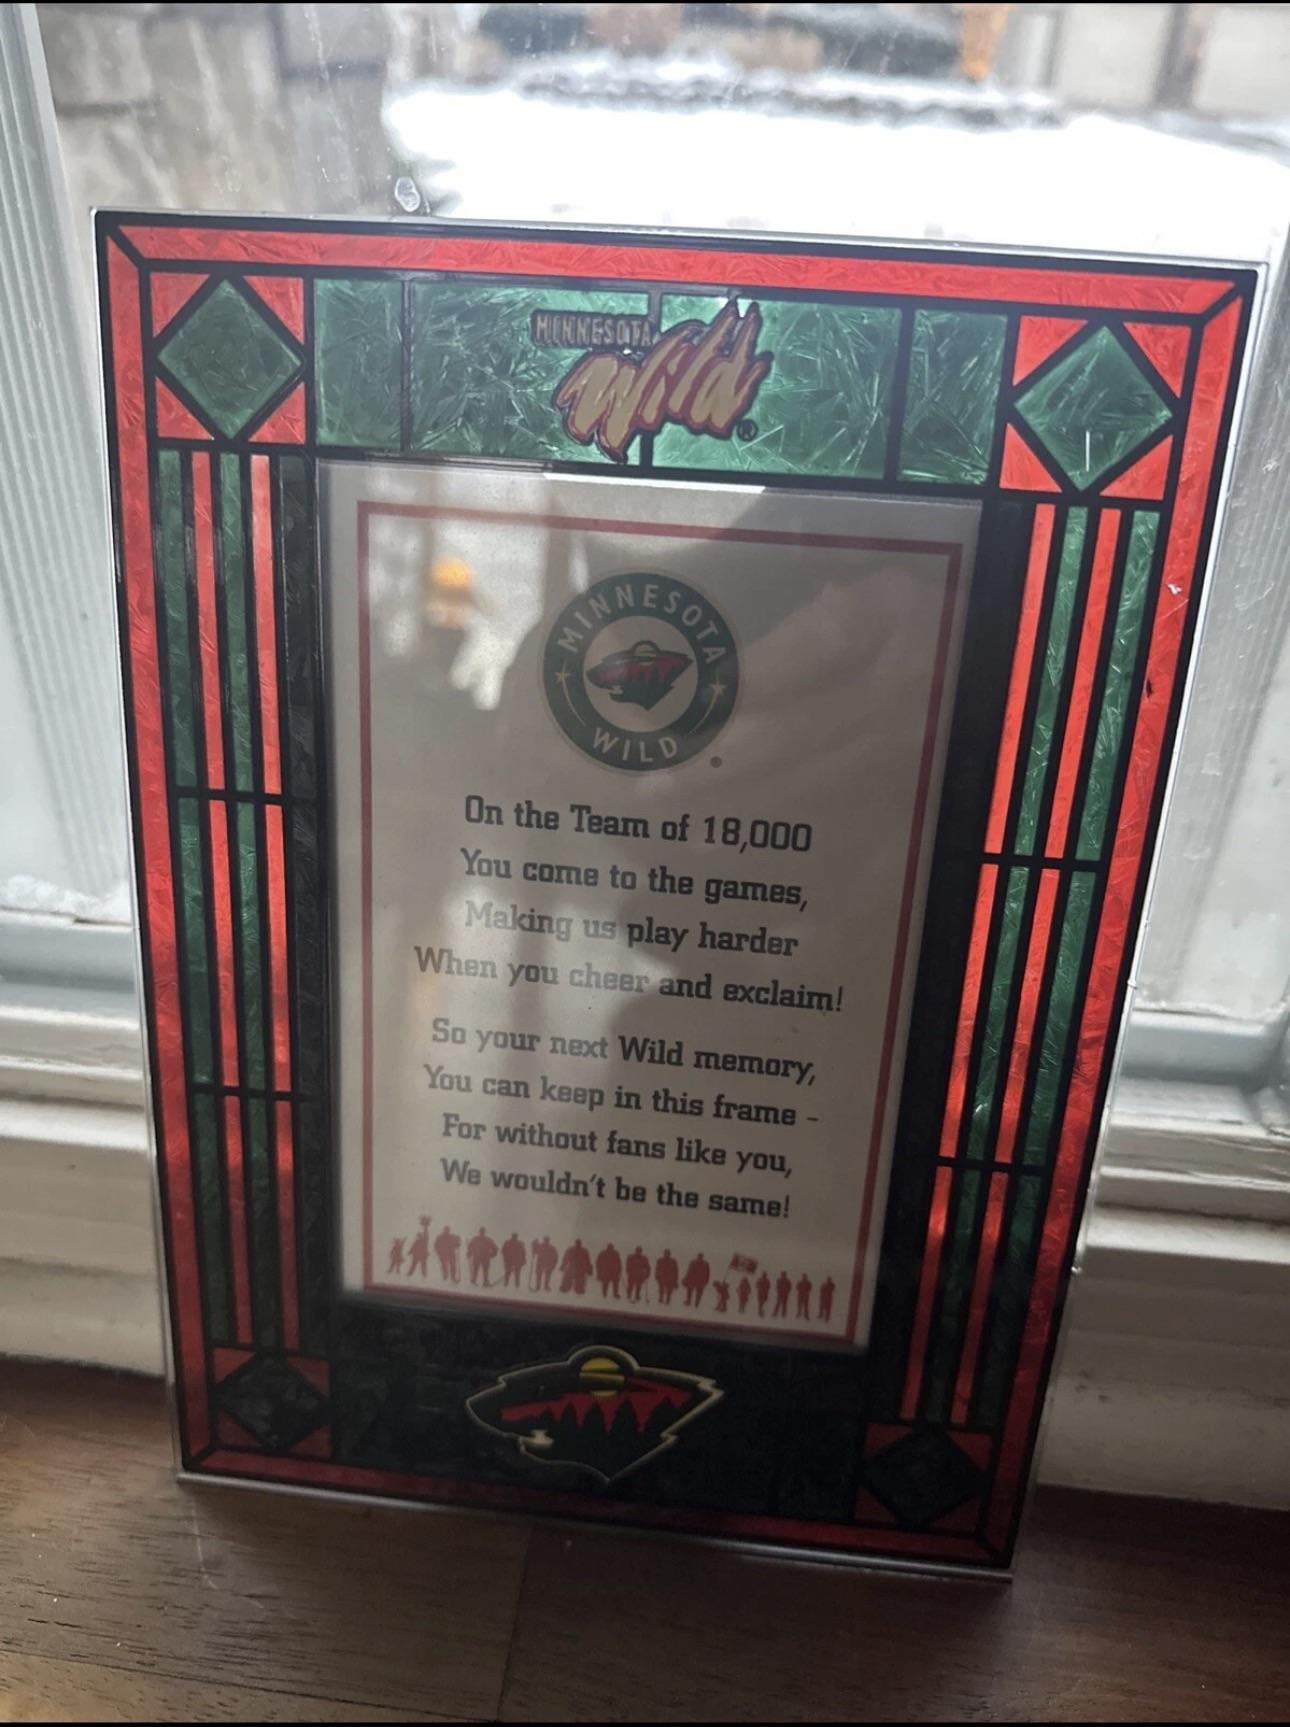 MINNESOTA
Wild®
MINNESOTA
WILD
®
On the Team of 18,000
You come to the games,
Making us play harder
When you cheer and exclaim!
So your next Wild memory,
You can keep in this frame -
For without fans like you,
We wouldn't be the same!